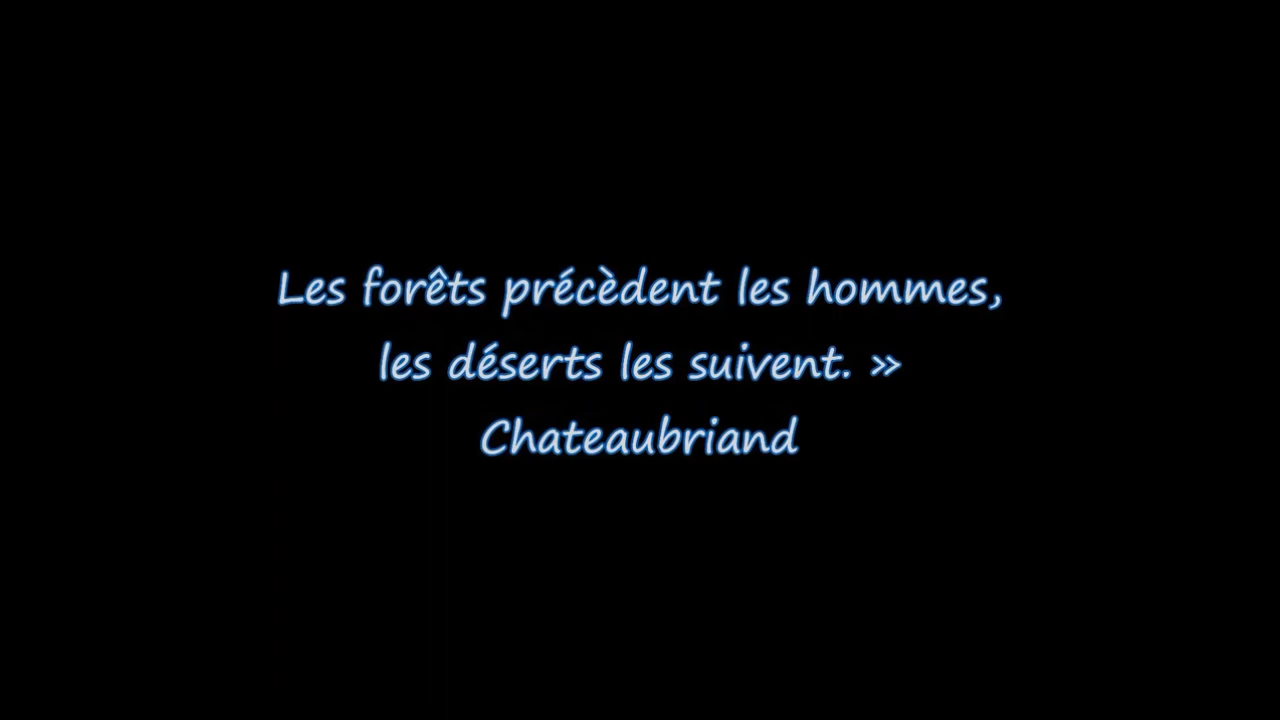 Les forêts précèdent les hommes,
les déserts les suivent. »
Chateaubriand